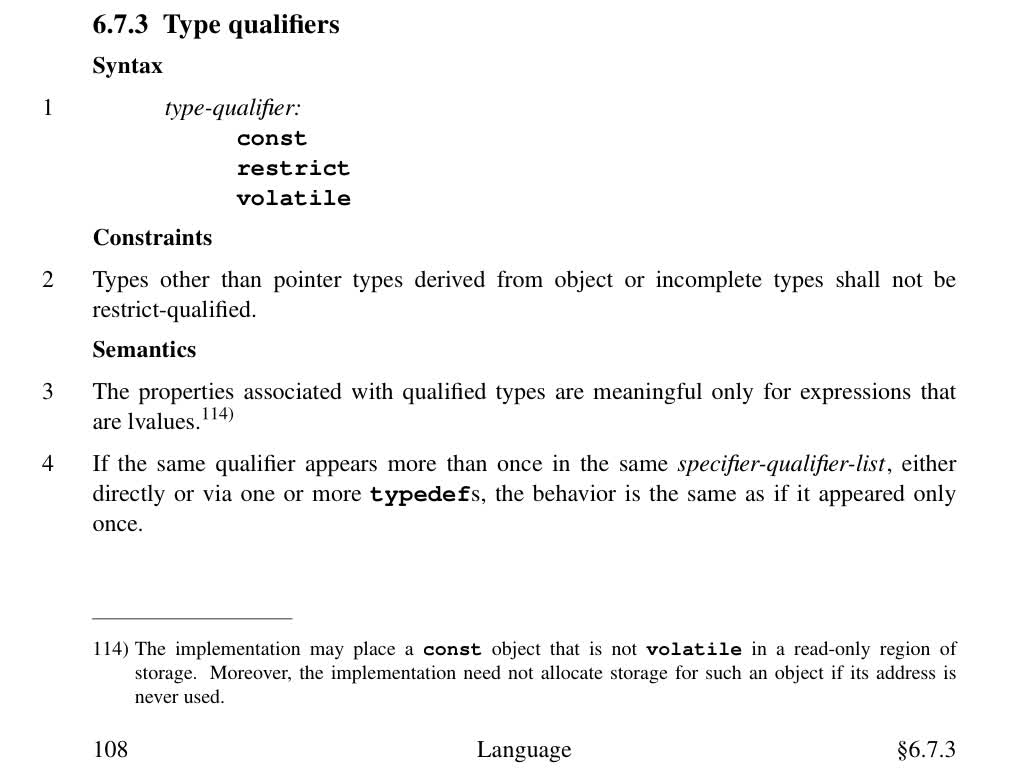 6.7.3 Type qualifiers
Syntax
1 type-qualifier:
const
restrict
volatile
Constraints
2 Types other than pointer types derived from object or incomplete types shall not be
restrict-qualified.
Semantics
3 The properties associated with qualified types are meaningful only for expressions that
are lvalues.114)
4 If the same qualifier appears more than once in the same specifier-qualifier-list, either
directly or via one or more typedefs, the behavior is the same as if it appeared only
once.
114) The implementation may place a const object that is not volatile in a read-only region of
storage. Moreover, the implementation need not allocate storage for such an object if its address is
never used.
108 Language §6.7.3